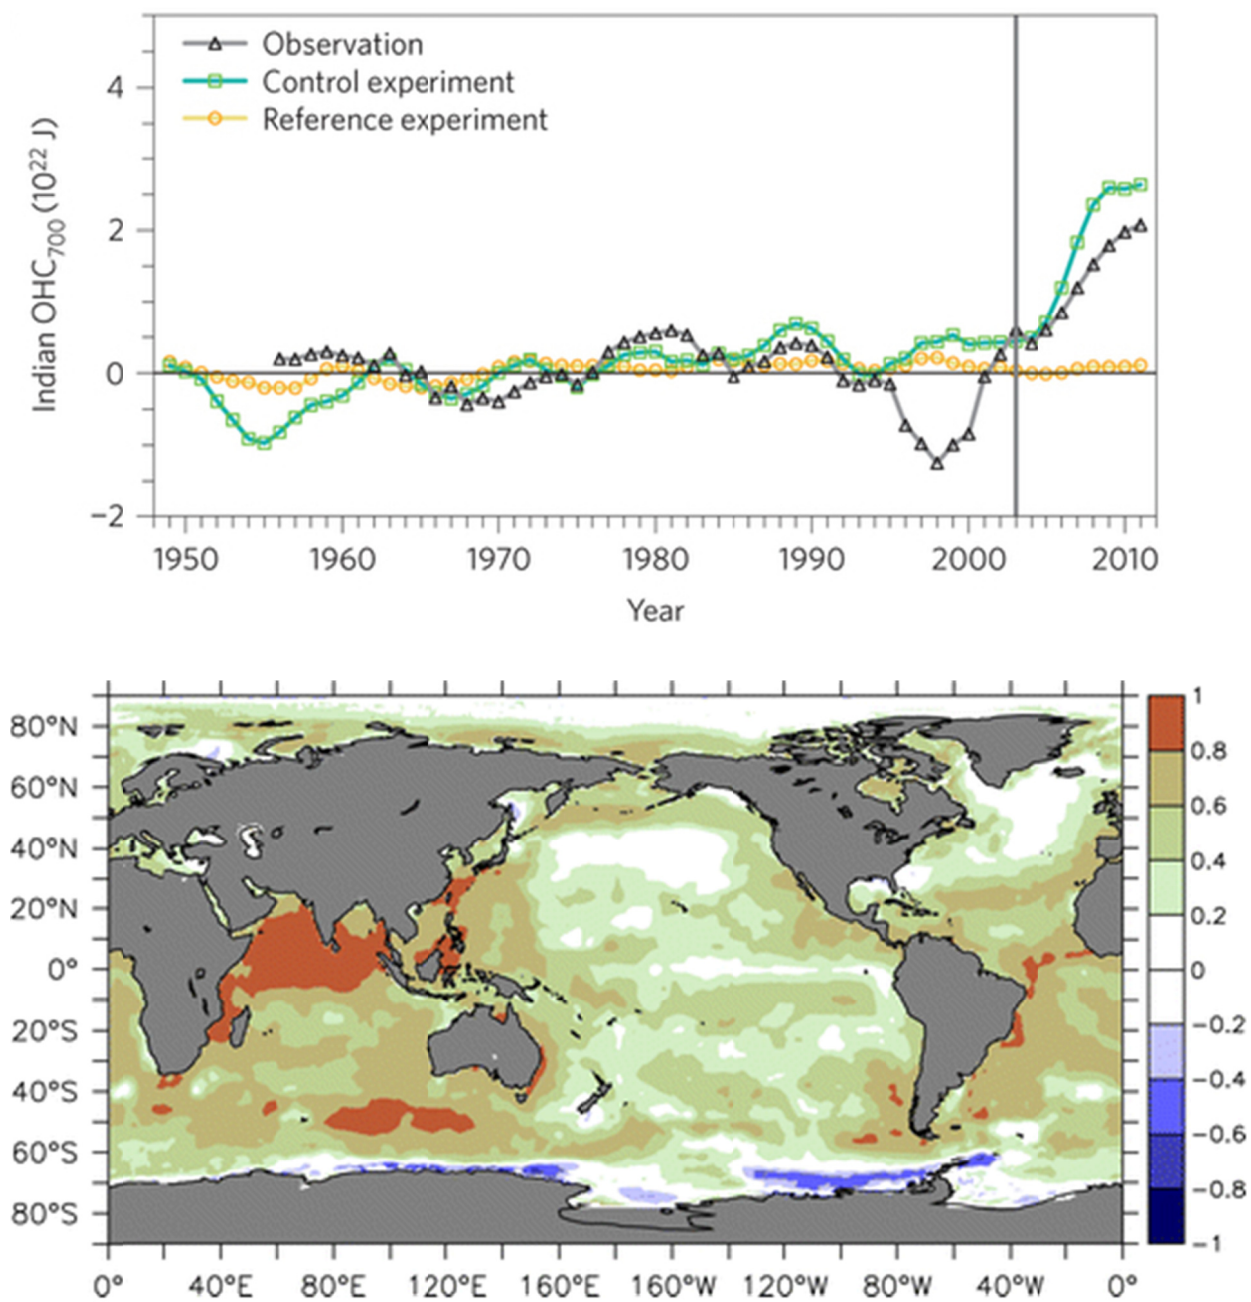 Observation
Control experiment
Reference experiment
Indian OHC700 (10²² J)
4
2
0
−2
1950 1960 1970 1980 1990 2000 2010
Year
80°N
60°N
40°N
20°N
0°
20°S
40°S
60°S
80°S
0° 40°E 80°E 120°E 160°E 160°W 120°W 80°W 40°W 0°
1
0.8
0.6
0.4
0.2
0
−0.2
−0.4
−0.6
−0.8
−1